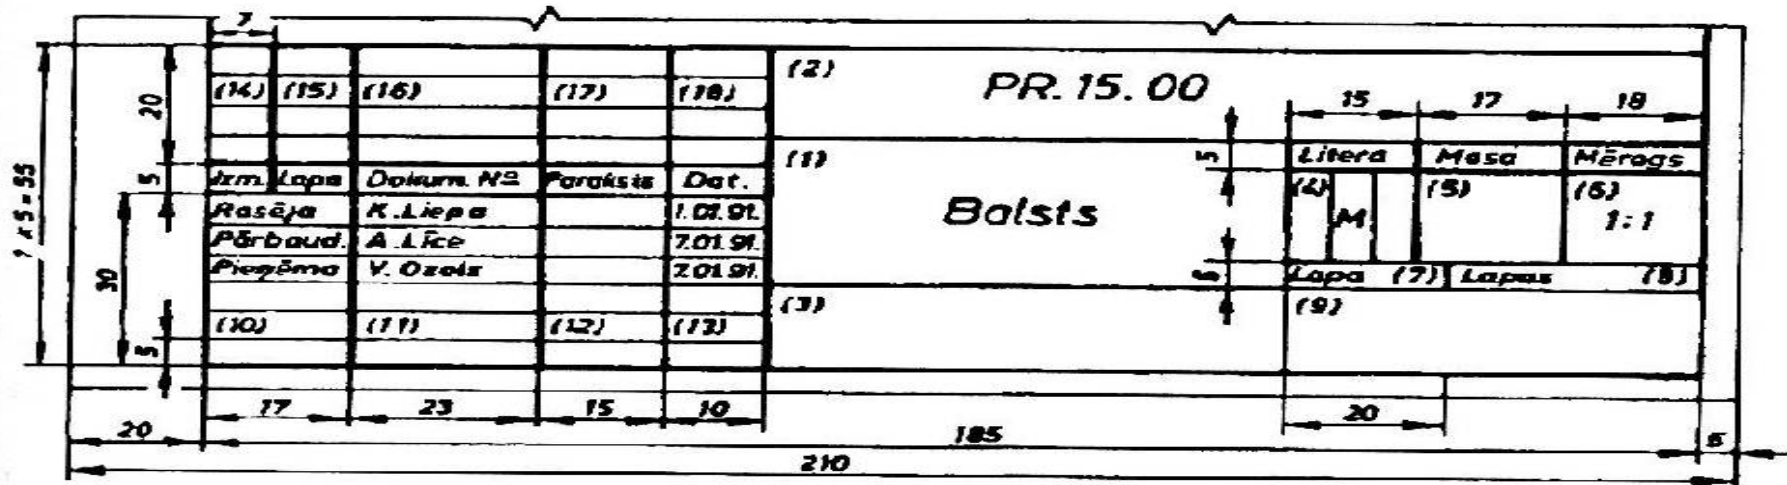 7
(2) PR. 15. 00
(14) (15) (16) (17) (18)
20
15 17 18
(1)
5
Litera Masa Mērogs
5
Izm. Lapa Dokum. № Paraksts Dat.
(4) (5) (6)
Rasēja K. Liepa 1.01.91.
Balsts
M
1:1
Pārbaud. A. Līce 7.01.91.
Pieņēma V. Ozols 7.01.91.
30
5
Lapa (7) Lapas (8)
(3)
(9)
(10) (11) (12) (13)
5
17 23 15 10
20
20
185
5
210